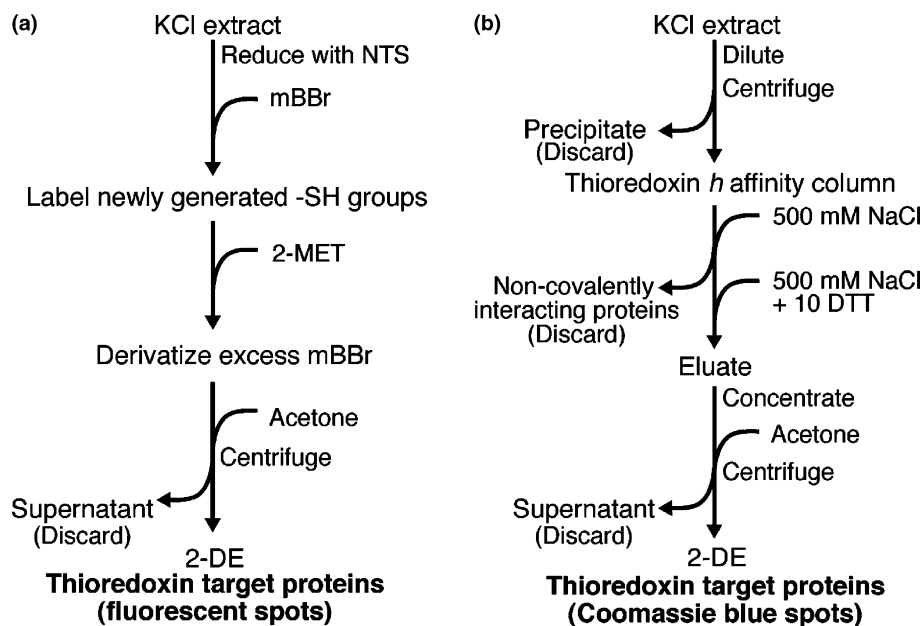 (a)
KCl extract
Reduce with NTS
mBBr
Label newly generated -SH groups
2-MET
Derivatize excess mBBr
Acetone
Centrifuge
Supernatant
(Discard)
2-DE
Thioredoxin target proteins
(fluorescent spots)
(b)
KCl extract
Dilute
Centrifuge
Precipitate
(Discard)
Thioredoxin h affinity column
500 mM NaCl
Non-covalently
interacting proteins
(Discard)
500 mM NaCl
+ 10 DTT
Eluate
Concentrate
Acetone
Centrifuge
Supernatant
(Discard)
2-DE
Thioredoxin target proteins
(Coomassie blue spots)